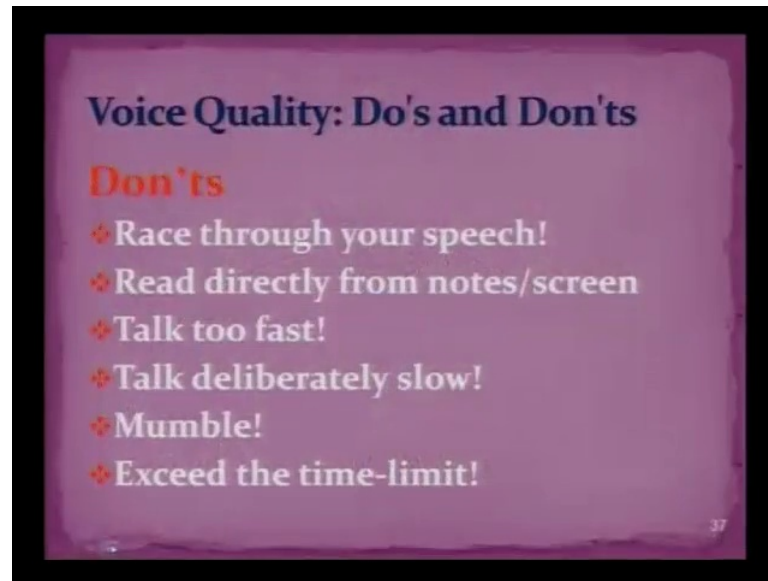 Voice Quality: Do's and Don'ts
Don'ts
Race through your speech!
Read directly from notes/screen
Talk too fast!
Talk deliberately slow!
Mumble!
Exceed the time-limit!
37